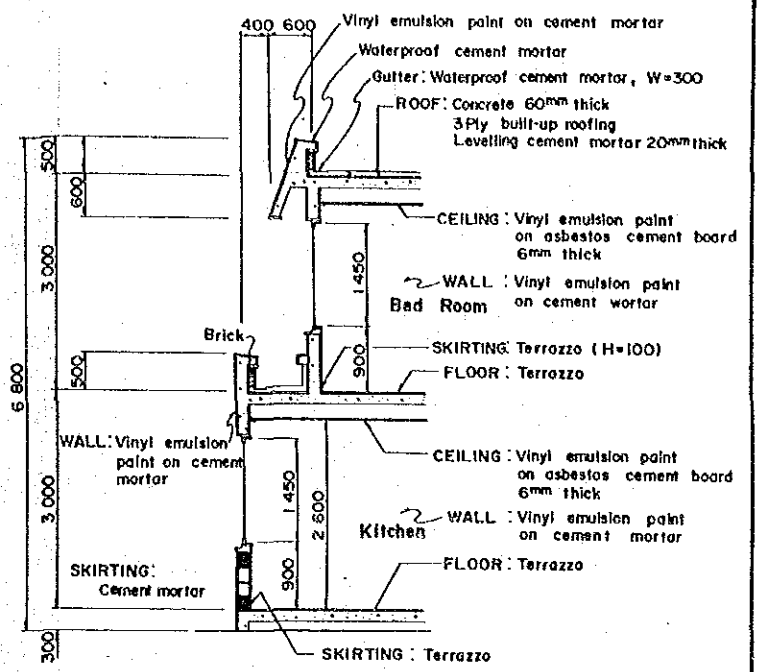 400 600
Vinyl emulsion paint on cement mortar
Waterproof cement mortar
Gutter: Waterproof cement mortar, W=300
ROOF: Concrete 60mm thick
3Ply built-up roofing
Levelling cement mortar 20mm thick
500
600
3 000
CEILING: Vinyl emulsion paint
on asbestos cement board
6mm thick
1450
WALL: Vinyl emulsion paint
on cement wortar
Bad Room
Brick
SKIRTING: Terrazzo (H=100)
900
FLOOR: Terrazzo
500
6 800
WALL: Vinyl emulsion
paint on cement
mortar
CEILING: Vinyl emulsion paint
on asbestos cement board
6mm thick
3 000
1450
2 600
WALL: Vinyl emulsion paint
on cement mortar
Kitchen
SKIRTING:
Cement mortar
900
FLOOR: Terrazzo
300
SKIRTING: Terrazzo